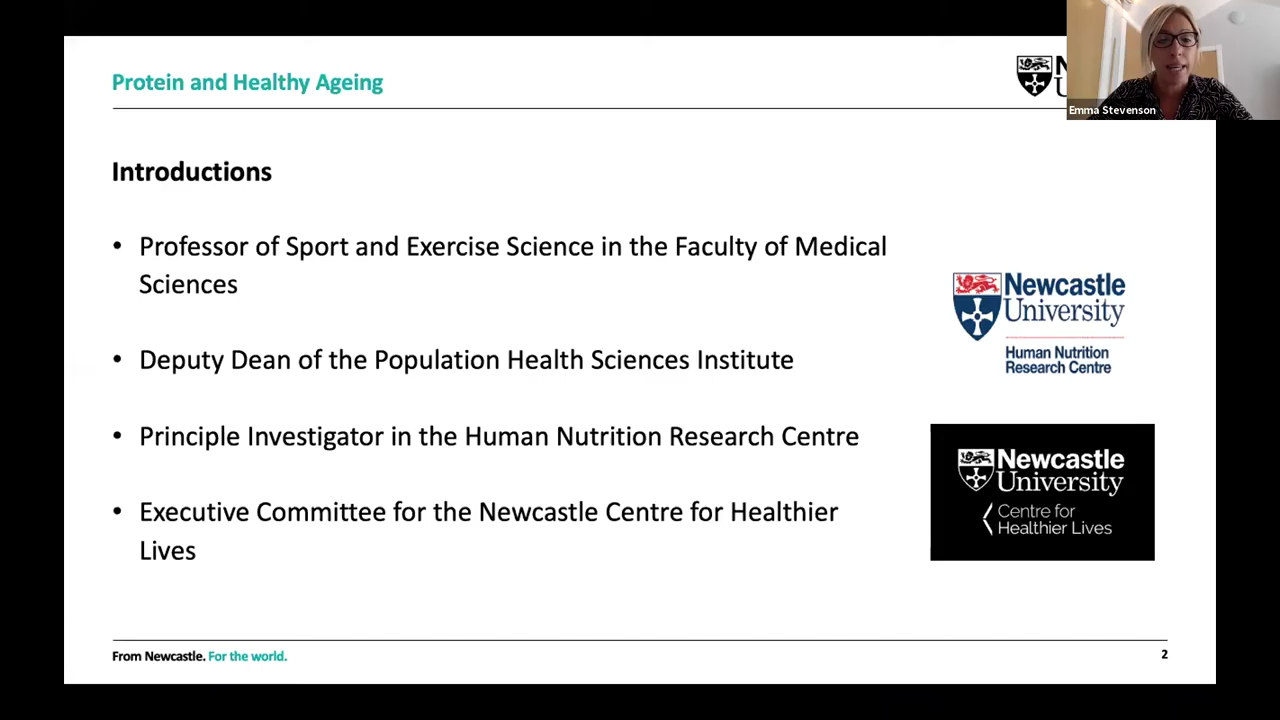 Protein and Healthy Ageing
Emma Stevenson
Introductions
• Professor of Sport and Exercise Science in the Faculty of Medical
Sciences
• Deputy Dean of the Population Health Sciences Institute
• Principle Investigator in the Human Nutrition Research Centre
• Executive Committee for the Newcastle Centre for Healthier
Lives
Newcastle
University
Human Nutrition
Research Centre
Newcastle
University
Centre for
Healthier Lives
From Newcastle. For the world.
2